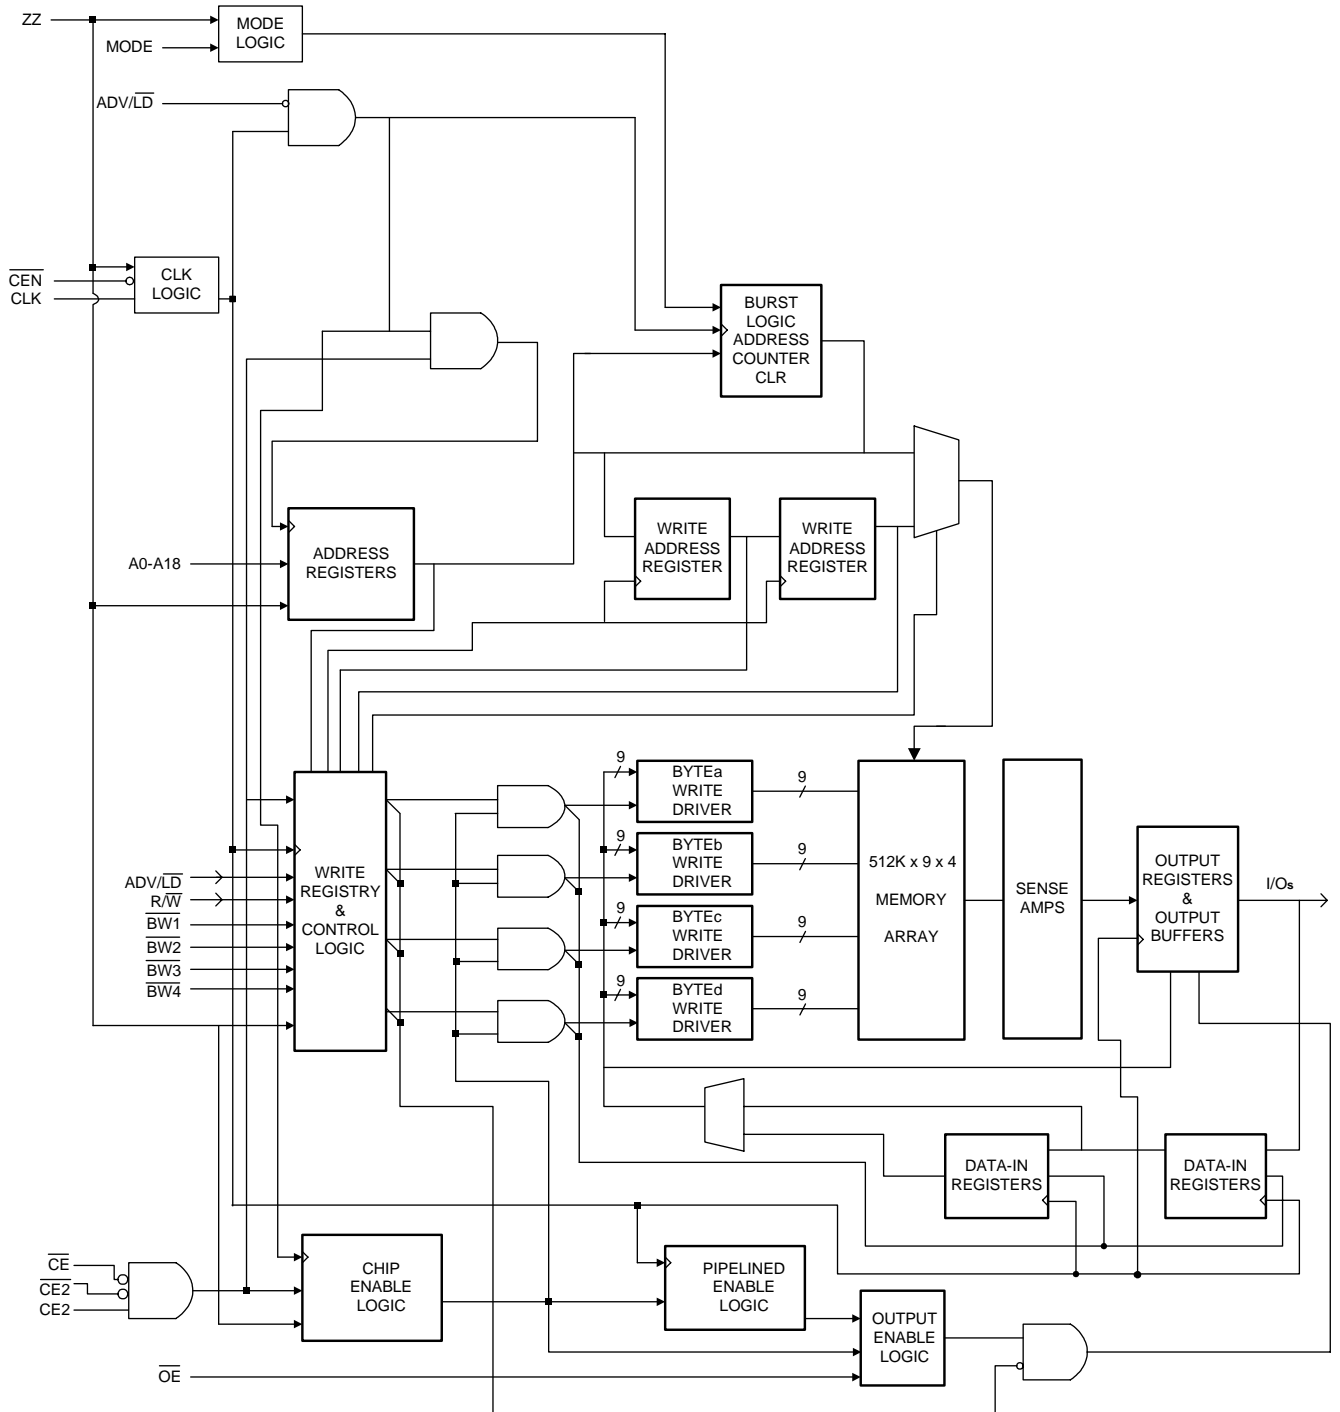 ZZ
MODE
MODE
LOGIC
ADV/LD
CEN
CLK
CLK
LOGIC
BURST
LOGIC
ADDRESS
COUNTER
CLR
A0-A18
ADDRESS
REGISTERS
WRITE
ADDRESS
REGISTER
WRITE
ADDRESS
REGISTER
ADV/LD
R/W
BW1
BW2
BW3
BW4
WRITE
REGISTRY
&
CONTROL
LOGIC
9
BYTEa
WRITE
DRIVER
9
9
BYTEb
WRITE
DRIVER
9
9
BYTEc
WRITE
DRIVER
9
9
BYTEd
WRITE
DRIVER
9
512K x 9 x 4
MEMORY
ARRAY
SENSE
AMPS
OUTPUT
REGISTERS
&
OUTPUT
BUFFERS
I/Os
DATA-IN
REGISTERS
DATA-IN
REGISTERS
CE
CE2
CE2
CHIP
ENABLE
LOGIC
PIPELINED
ENABLE
LOGIC
OUTPUT
ENABLE
LOGIC
OE